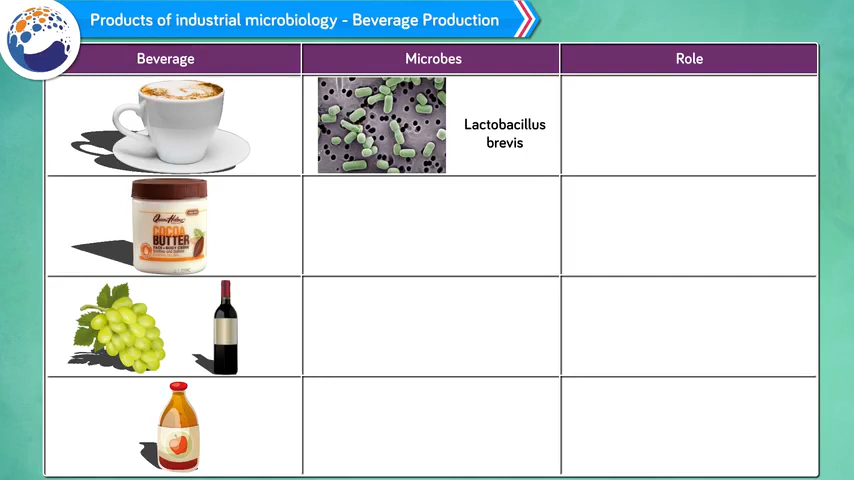 Products of industrial microbiology - Beverage Production
Beverage
Microbes
Role
Lactobacillus
brevis
COCOA
BUTTER